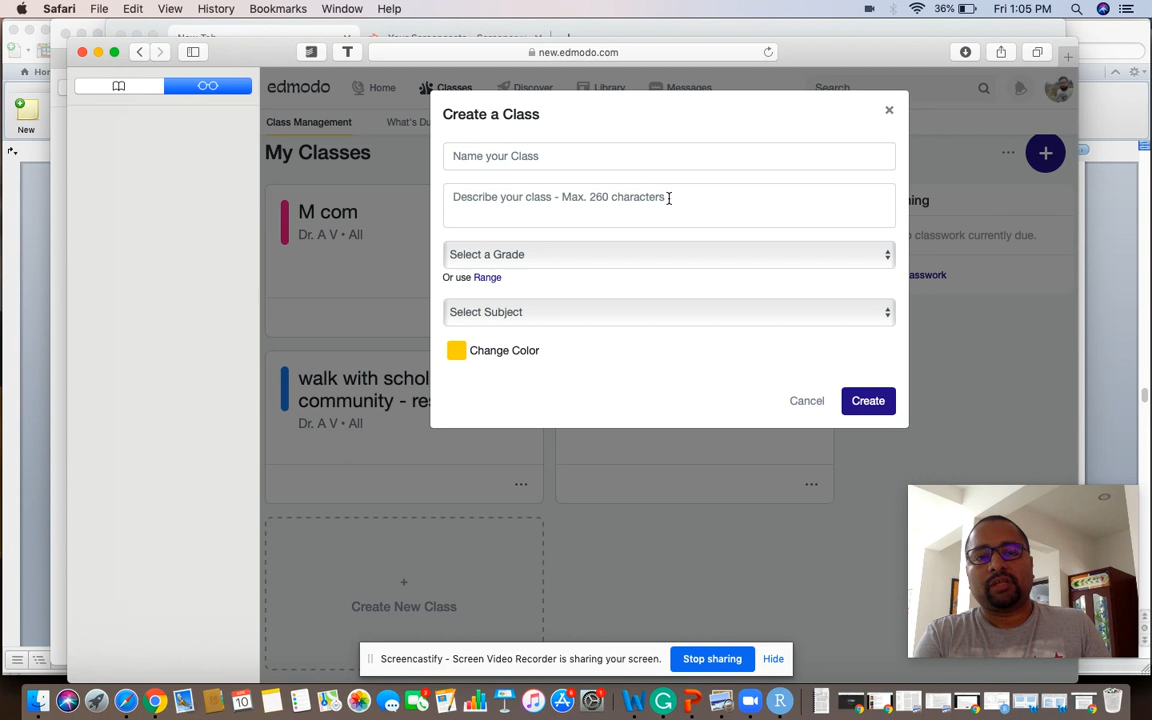 Safari File Edit View History Bookmarks Window Help 36% Fri 1:05 PM
New Tab
new.edmodo.com
New
edmodo Home Classes Discover Library Messages Search
Class Management What's Du
My Classes
M com
Dr. A V • All
walk with schol
community - re
Dr. A V • All
Create New Class
Create a Class
Name your Class
Describe your class - Max. 260 characters
Select a Grade
Or use Range
Select Subject
Change Color
Cancel Create
ning
classwork currently due.
asswork
Screencastify - Screen Video Recorder is sharing your screen. Stop sharing Hide